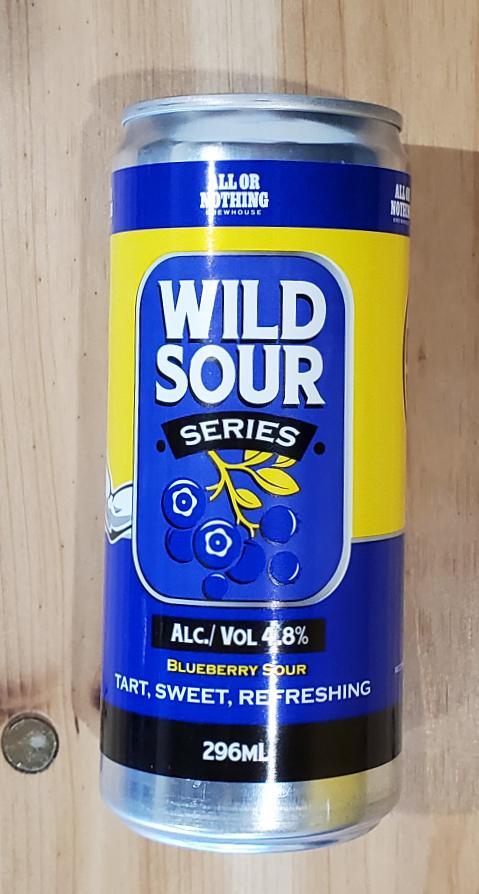 ALL OR
NOTHING
BREWHOUSE
WILD
SOUR
SERIES
ALC./ VOL 4.8%
BLUEBERRY SOUR
TART, SWEET, REFRESHING
296ML